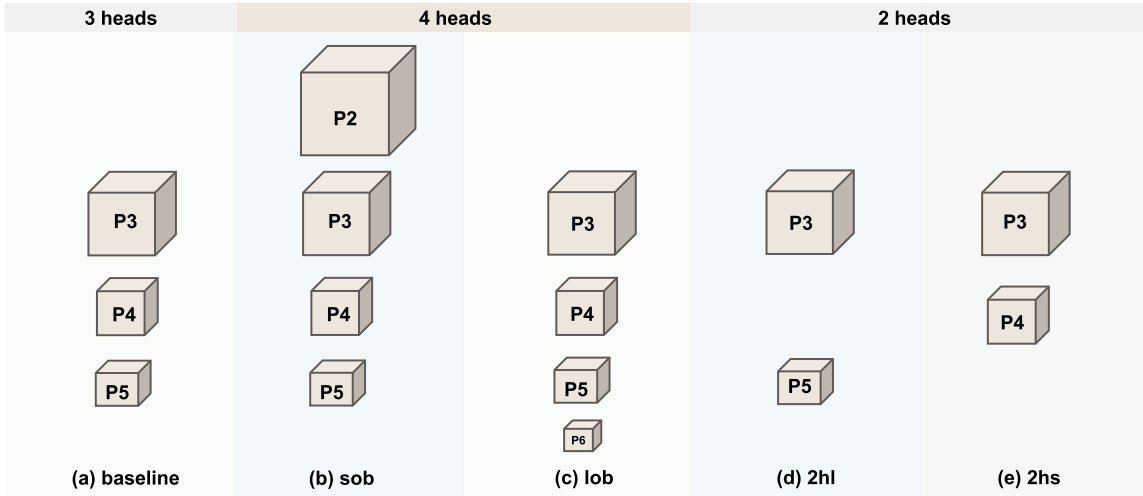 3 heads
4 heads
2 heads
P2
P3
P3
P3
P3
P3
P4
P4
P4
P4
P5
P5
P5
P5
P6
(a) baseline
(b) sob
(c) lob
(d) 2hl
(e) 2hs